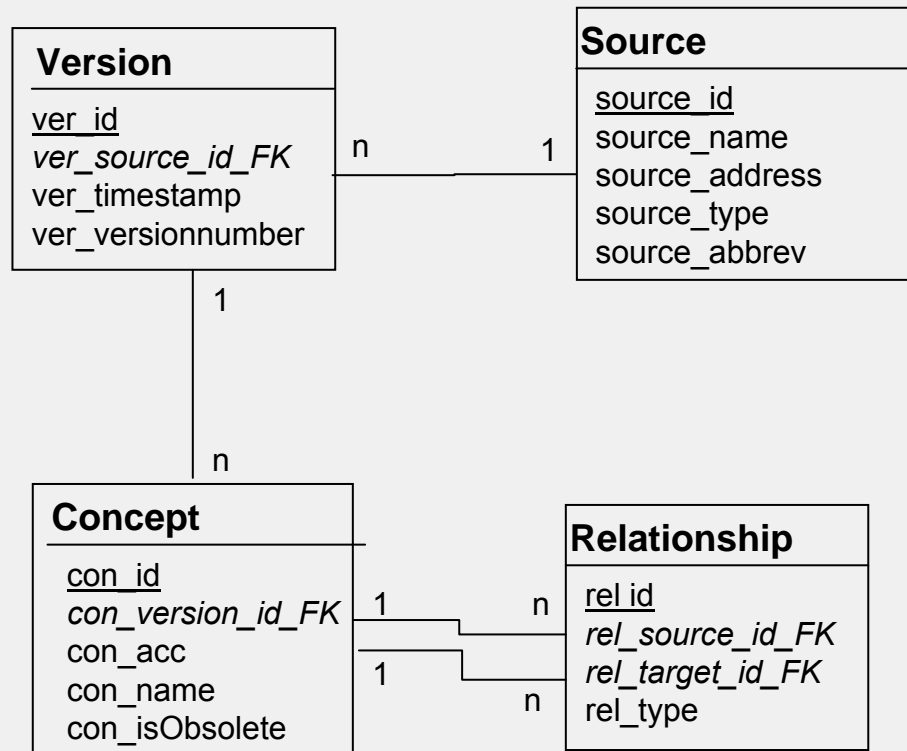 Version
ver_id
ver_source_id_FK
ver_timestamp
ver_versionnumber
n
1
Source
source_id
source_name
source_address
source_type
source_abbrev
1
n
Concept
con_id
con_version_id_FK
con_acc
con_name
con_isObsolete
1
n
1
n
Relationship
rel id
rel_source_id_FK
rel_target_id_FK
rel_type